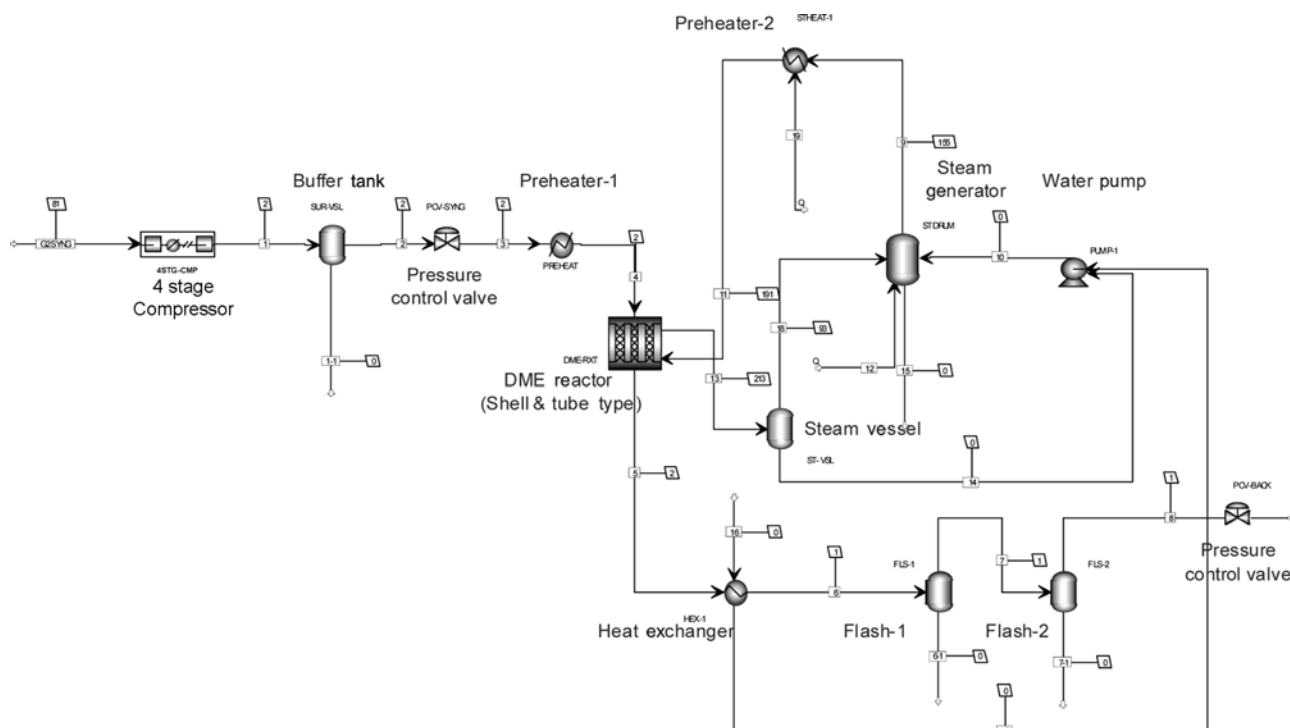 Preheater-2
STHEAT-1
19
9
155
Steam
generator
Water pump
Buffer tank
Preheater-1
81
2
SUR-VSL
2
PCV-SYNG
2
STDRUM
0
PUMP-1
G2SYNG
1
2
3
2
10
4STG-CMP
4 stage
Compressor
Pressure
control valve
PREHEAT
4
11
191
18
93
Q
12
15
0
1-1
0
DME-RXT
DME reactor
(Shell & tube type)
13
213
Steam vessel
ST-VSL
0
14
5
2
1
PCV-BACK
8
16
0
1
6
FLS-1
7
1
FLS-2
Pressure
control valve
HEX-1
Heat exchanger
Flash-1
Flash-2
6-1
0
7-1
0
0
Q